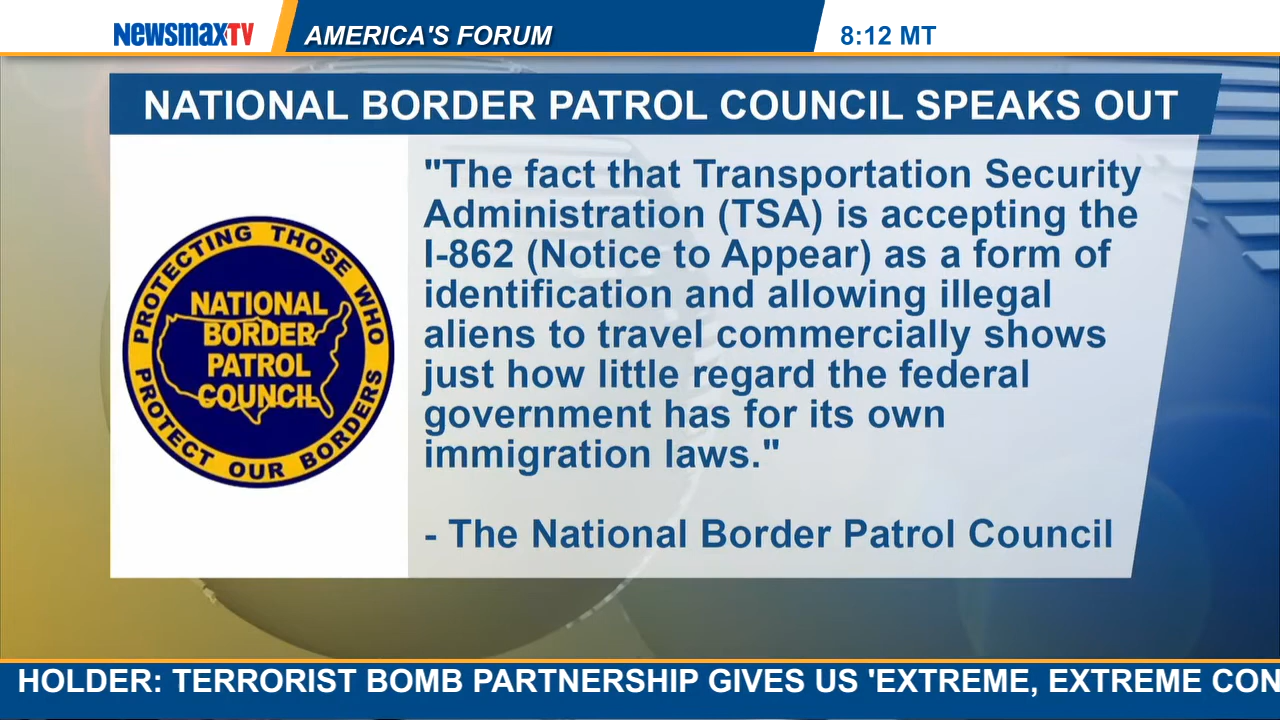 NEWSMAXTV
AMERICA'S FORUM
8:12 MT
NATIONAL BORDER PATROL COUNCIL SPEAKS OUT
PROTECTING THOSE WHO
PROTECT OUR BORDERS
NATIONAL
BORDER
PATROL
COUNCIL
"The fact that Transportation Security
Administration (TSA) is accepting the
I-862 (Notice to Appear) as a form of
identification and allowing illegal
aliens to travel commercially shows
just how little regard the federal
government has for its own
immigration laws."
- The National Border Patrol Council
HOLDER: TERRORIST BOMB PARTNERSHIP GIVES US 'EXTREME, EXTREME CON